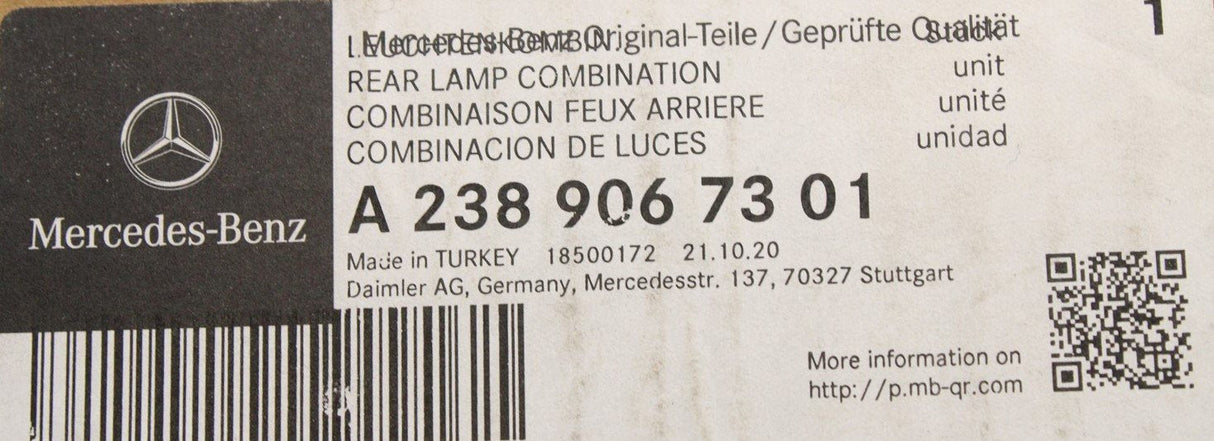 Mercedes-Benz Original-Teile / Geprüfte Qualität
LEUCHTENKOMBIN. Stück
1
REAR LAMP COMBINATION unit
COMBINAISON FEUX ARRIERE unité
COMBINACION DE LUCES unidad
A 238 906 73 01
Mercedes-Benz
Made in TURKEY 18500172 21.10.20
Daimler AG, Germany, Mercedesstr. 137, 70327 Stuttgart
More information on
http://p.mb-qr.com